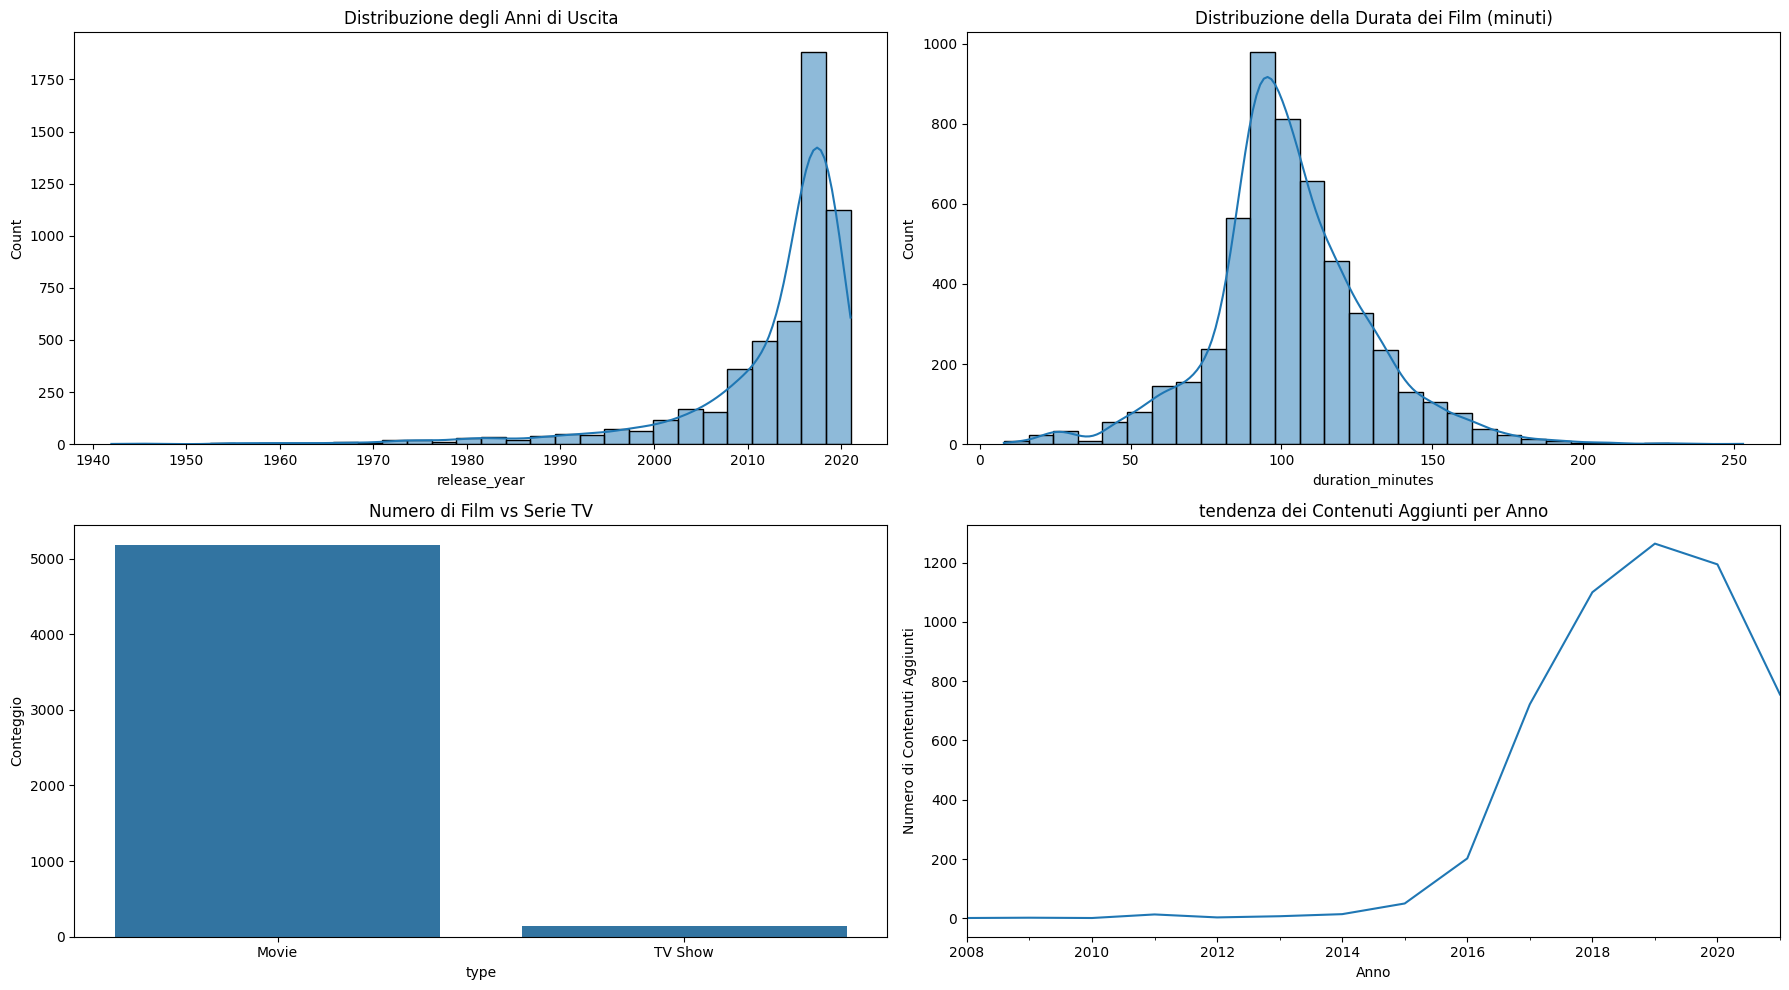 Distribuzione degli Anni di Uscita
Count
1750
1500
1250
1000
750
500
250
0
1940 1950 1960 1970 1980 1990 2000 2010 2020
release_year
Distribuzione della Durata dei Film (minuti)
Count
1000
800
600
400
200
0
0 50 100 150 200 250
duration_minutes
Numero di Film vs Serie TV
Conteggio
5000
4000
3000
2000
1000
0
Movie TV Show
type
tendenza dei Contenuti Aggiunti per Anno
Numero di Contenuti Aggiunti
1200
1000
800
600
400
200
0
2008 2010 2012 2014 2016 2018 2020
Anno